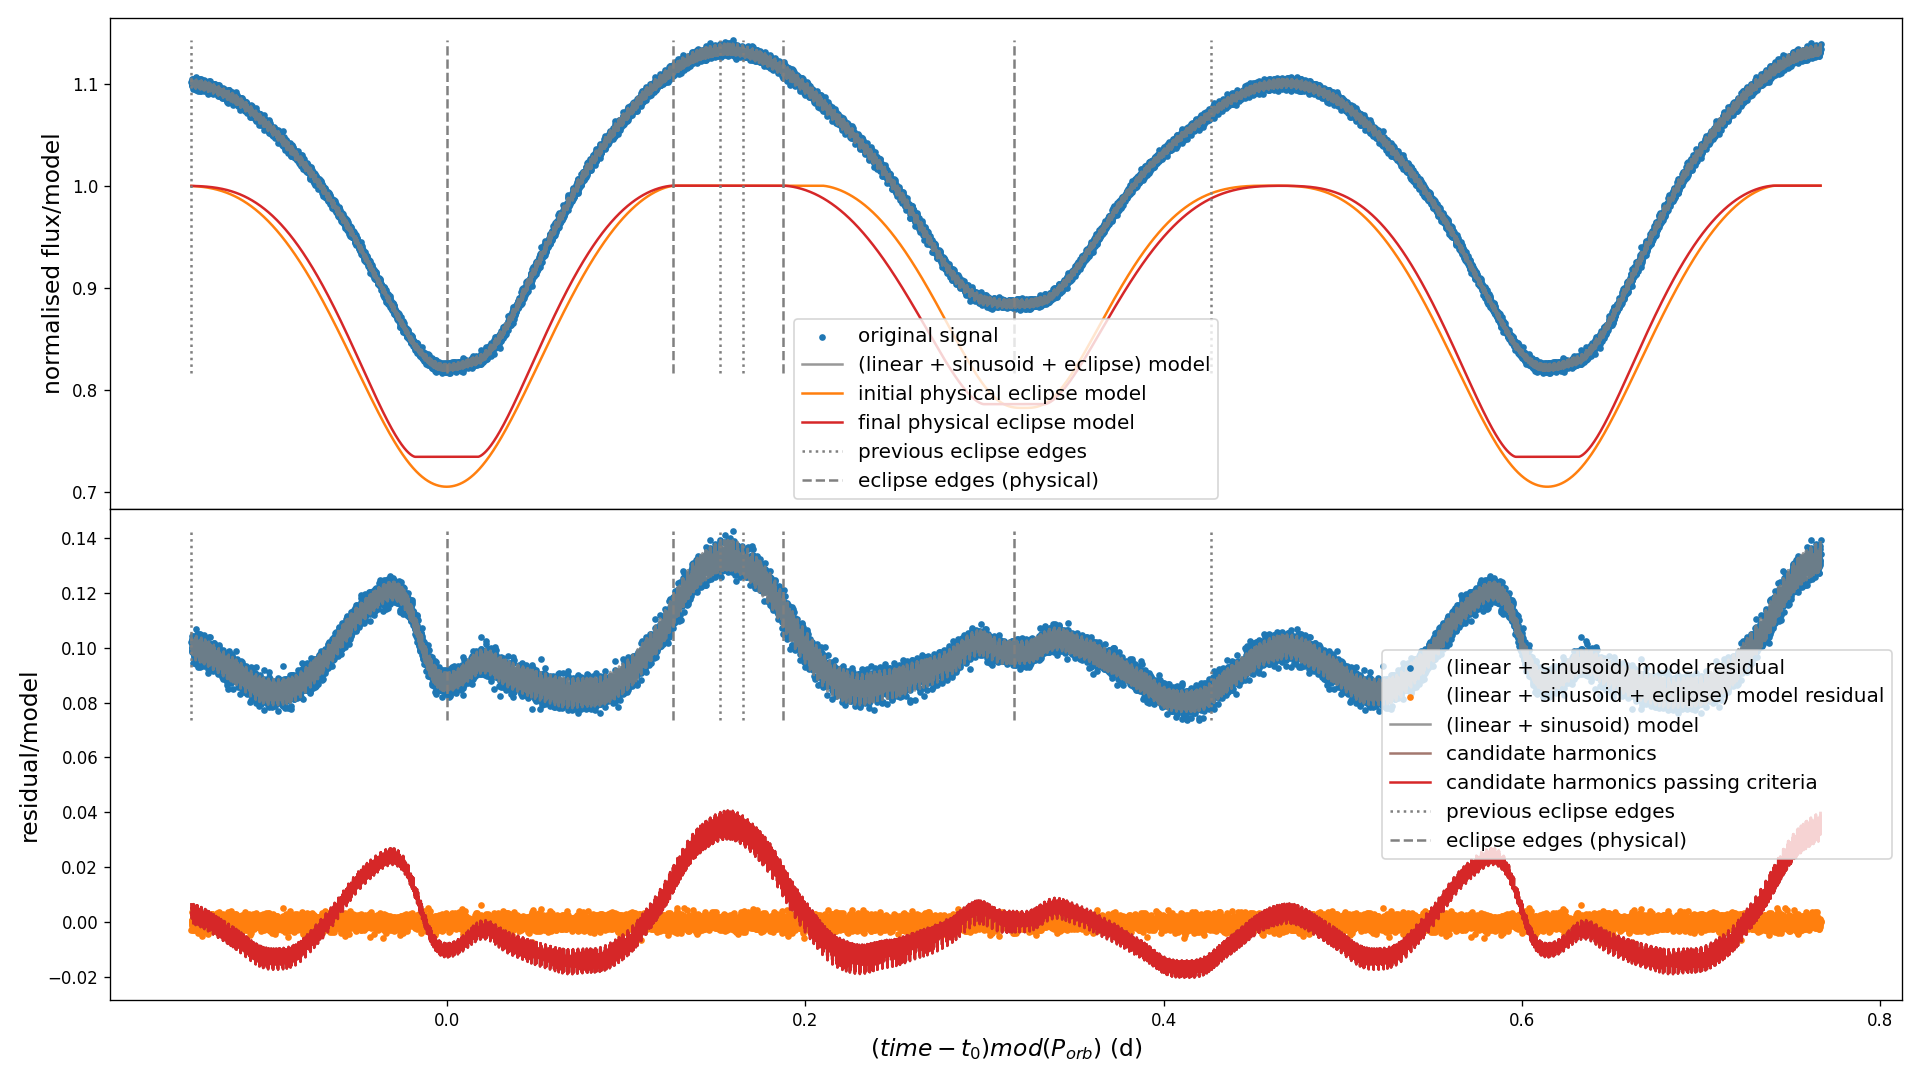 normalised flux/model
1.1
1.0
0.9
0.8
0.7
original signal
(linear + sinusoid + eclipse) model
initial physical eclipse model
final physical eclipse model
previous eclipse edges
eclipse edges (physical)
residual/model
0.14
0.12
0.10
0.08
0.06
0.04
0.02
0.00
−0.02
(linear + sinusoid) model residual
(linear + sinusoid + eclipse) model residual
(linear + sinusoid) model
candidate harmonics
candidate harmonics passing criteria
previous eclipse edges
eclipse edges (physical)
0.0 0.2 0.4 0.6 0.8
(time − t₀)mod(P_orb) (d)